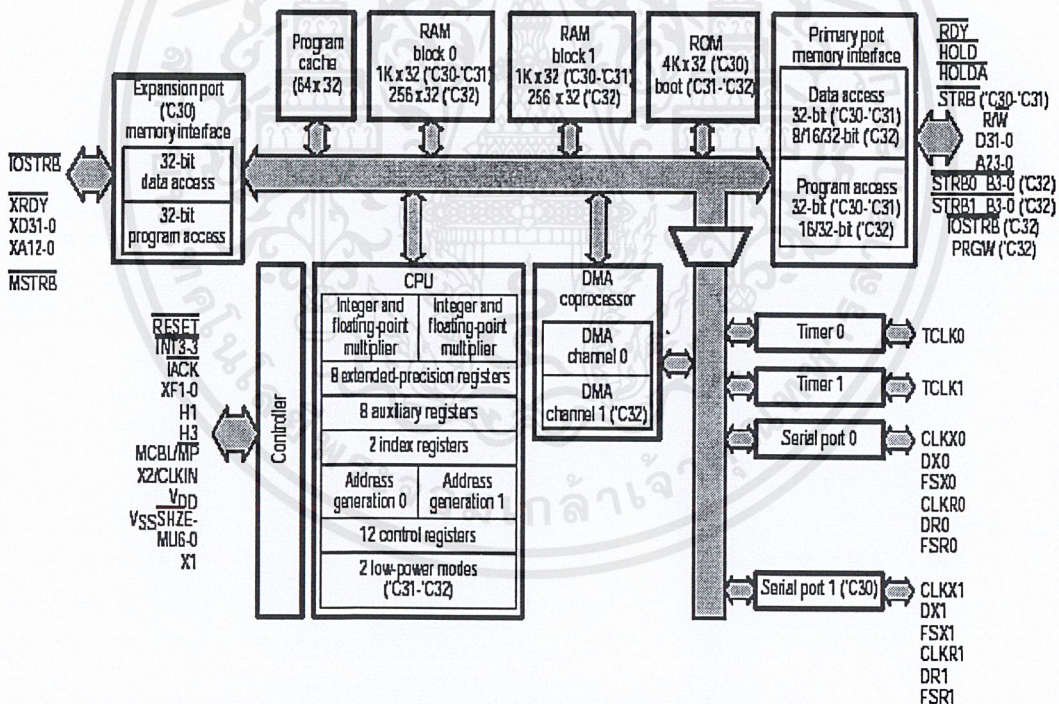 Program
cache
(64 x 32)
RAM
block 0
1K x 32 ('C30-'C31)
256 x 32 ('C32)
RAM
block 1
1K x 32 ('C30-'C31)
256 x 32 ('C32)
ROM
4K x 32 ('C30)
boot ('C31-'C32)
Primary port
memory interface
Data access
32-bit ('C30-'C31)
8/16/32-bit ('C32)
Program access
32-bit ('C30-'C31)
16/32-bit ('C32)
RDY
HOLD
HOLDA
STRB ('C30-'C31)
R/W
D31-0
A23-0
STRB0 B3-0 ('C32)
STRB1 B3-0 ('C32)
IOSTRB ('C32)
PRGW ('C32)
Expansion port
('C30)
memory interface
32-bit
data access
32-bit
program access
IOSTRB
XRDY
XD31-0
XA12-0
MSTRB
RESET
INT3-3
IACK
XF1-0
H1
H3
MCBL/MP
X2/CLKIN
VDD
VSSSHZE-
MU6-0
X1
Controller
CPU
Integer and
floating-point
multiplier
Integer and
floating-point
multiplier
8 extended-precision registers
8 auxiliary registers
2 index registers
Address
generation 0
Address
generation 1
12 control registers
2 low-power modes
('C31-'C32)
DMA
coprocessor
DMA
channel 0
DMA
channel 1 ('C32)
Timer 0
TCLK0
Timer 1
TCLK1
Serial port 0
CLKX0
DX0
FSX0
CLKR0
DR0
FSR0
Serial port 1 ('C30)
CLKX1
DX1
FSX1
CLKR1
DR1
FSR1